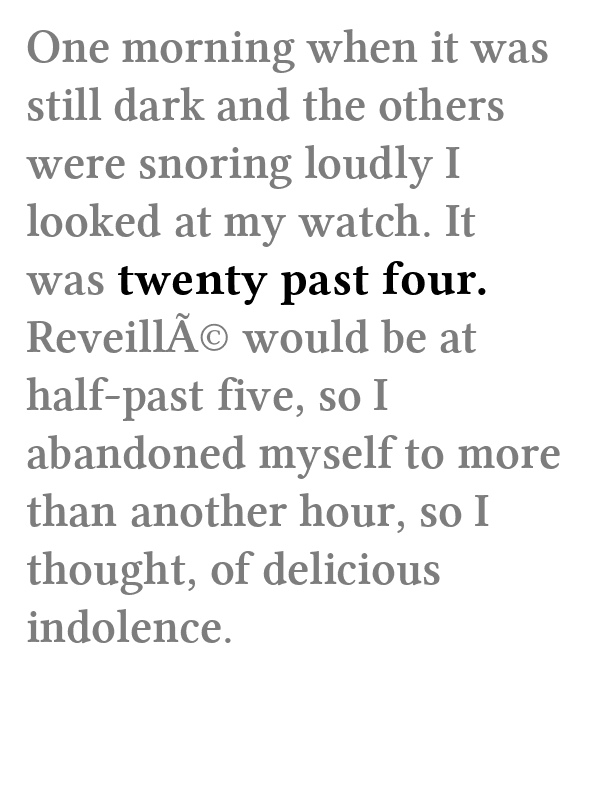 One morning when it was
still dark and the others
were snoring loudly I
looked at my watch. It
was twenty past four.
ReveillÃ© would be at
half-past five, so I
abandoned myself to more
than another hour, so I
thought, of delicious
indolence.